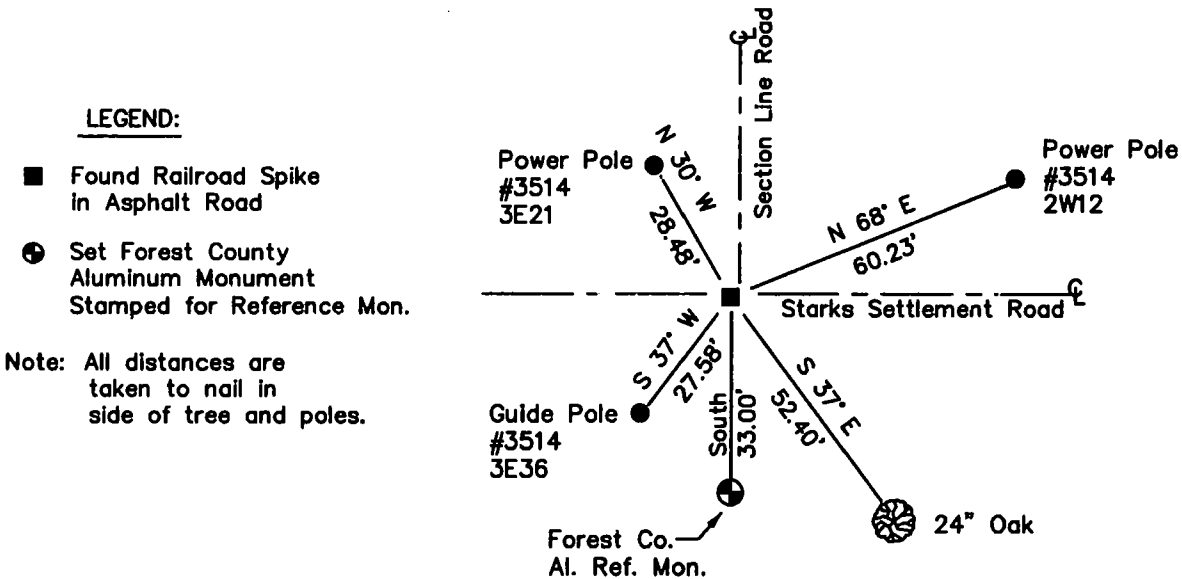 LEGEND:
Found Railroad Spike
in Asphalt Road
Set Forest County
Aluminum Monument
Stamped for Reference Mon.
Note: All distances are
taken to nail in
side of tree and poles.
℄
Section Line Road
Power Pole
#3514
3E21
N 30° W
28.48'
Power Pole
#3514
2W12
N 68° E
60.23'
℄
Starks Settlement Road
S 37° W
27.58'
Guide Pole
#3514
3E36
South
33.00'
S 37° E
52.40'
24" Oak
Forest Co.
Al. Ref. Mon.